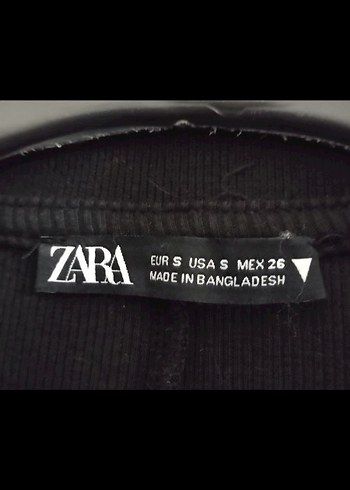 ZARA
EUR S USA S MEX 26
MADE IN BANGLADESH